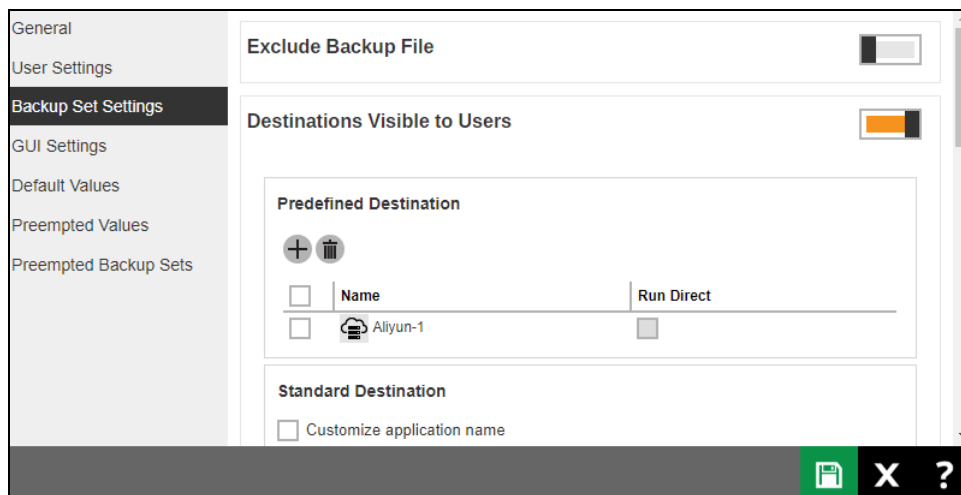 General
User Settings
Backup Set Settings
GUI Settings
Default Values
Preempted Values
Preempted Backup Sets
Exclude Backup File
Destinations Visible to Users
Predefined Destination
Name Run Direct
Aliyun-1
Standard Destination
Customize application name
X ?